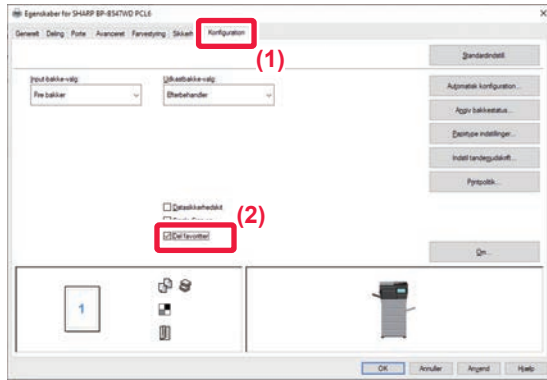 Egenskaber for SHARP BP-B547WD PCL6
Generelt Deling Porte Avanceret Farvestyring Sikkerh Konfiguration
(1)
Standardindstil
Input bakke-valg:
Udkastbakke-valg:
Automatisk konfiguration...
Fire bakker
Efterbehandler
Angiv bakkestatus...
Papirtype indstillinger...
Indstil tandemudskrift...
Printpolitik...
Datasikkerhedskit
(2)
Del favoritter
Om...
1
OK Annuller Anvend Hjælp